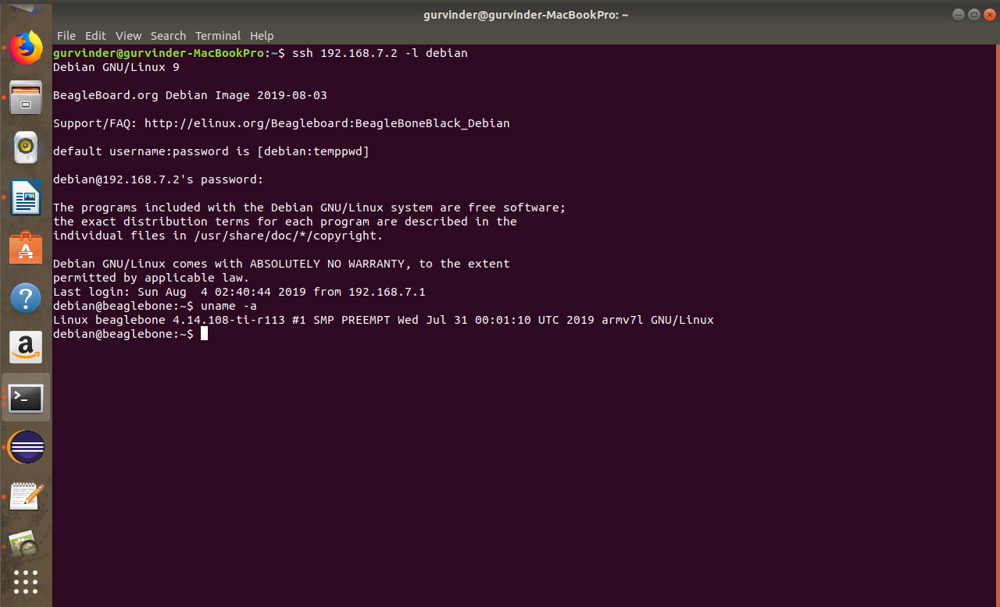 gurvinder@gurvinder-MacBookPro: ~
File Edit View Search Terminal Help
gurvinder@gurvinder-MacBookPro:~$ ssh 192.168.7.2 -l debian
Debian GNU/Linux 9
BeagleBoard.org Debian Image 2019-08-03
Support/FAQ: http://elinux.org/Beagleboard:BeagleBoneBlack_Debian
default username:password is [debian:temppwd]
debian@192.168.7.2's password:
The programs included with the Debian GNU/Linux system are free software;
the exact distribution terms for each program are described in the
individual files in /usr/share/doc/*/copyright.
Debian GNU/Linux comes with ABSOLUTELY NO WARRANTY, to the extent
permitted by applicable law.
Last login: Sun Aug  4 02:40:44 2019 from 192.168.7.1
debian@beaglebone:~$ uname -a
Linux beaglebone 4.14.108-ti-r113 #1 SMP PREEMPT Wed Jul 31 00:01:10 UTC 2019 armv7l GNU/Linux
debian@beaglebone:~$